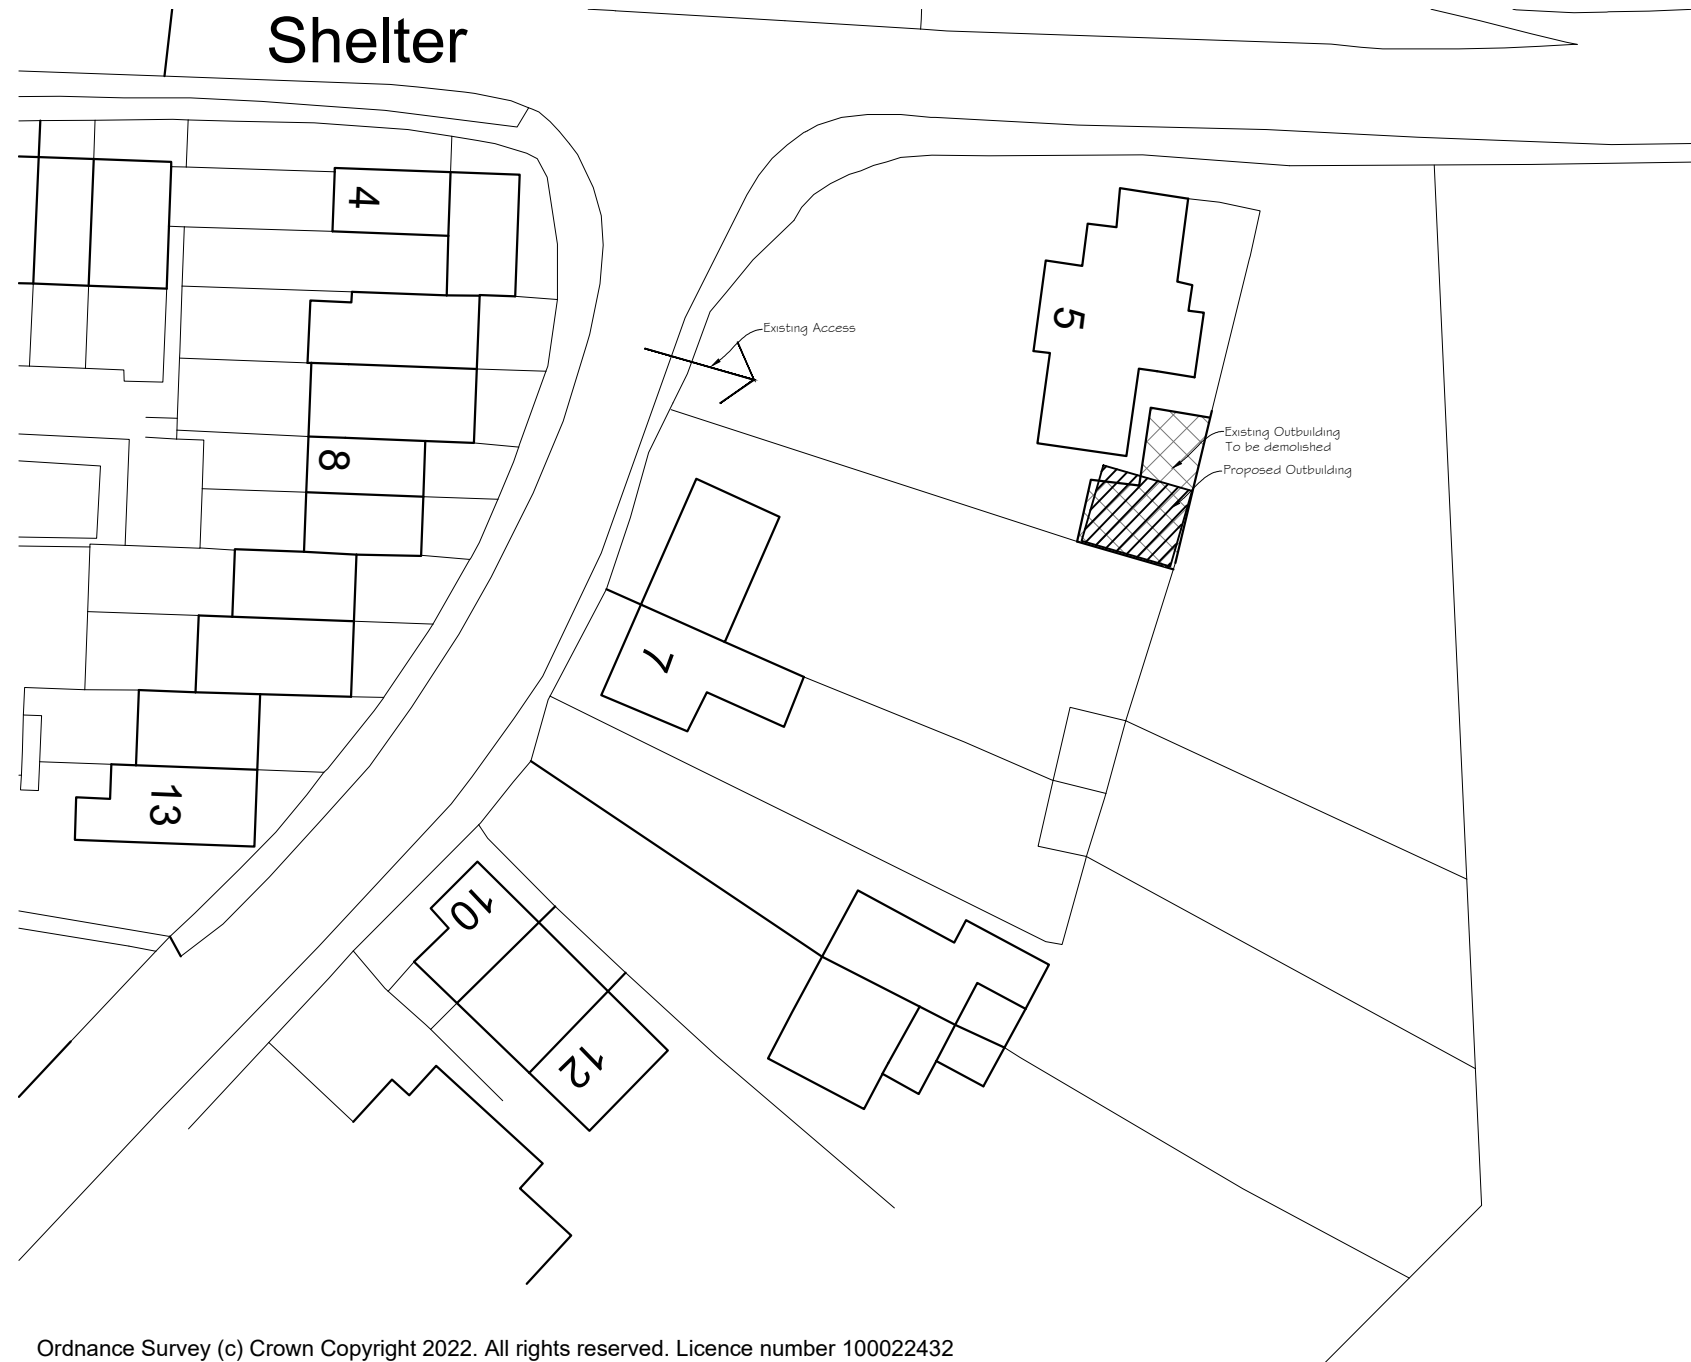 Shelter
4
5
Existing Access
Existing Outbuilding
To be demolished
Proposed Outbuilding
8
7
13
10
12
Ordnance Survey (c) Crown Copyright 2022. All rights reserved. Licence number 100022432